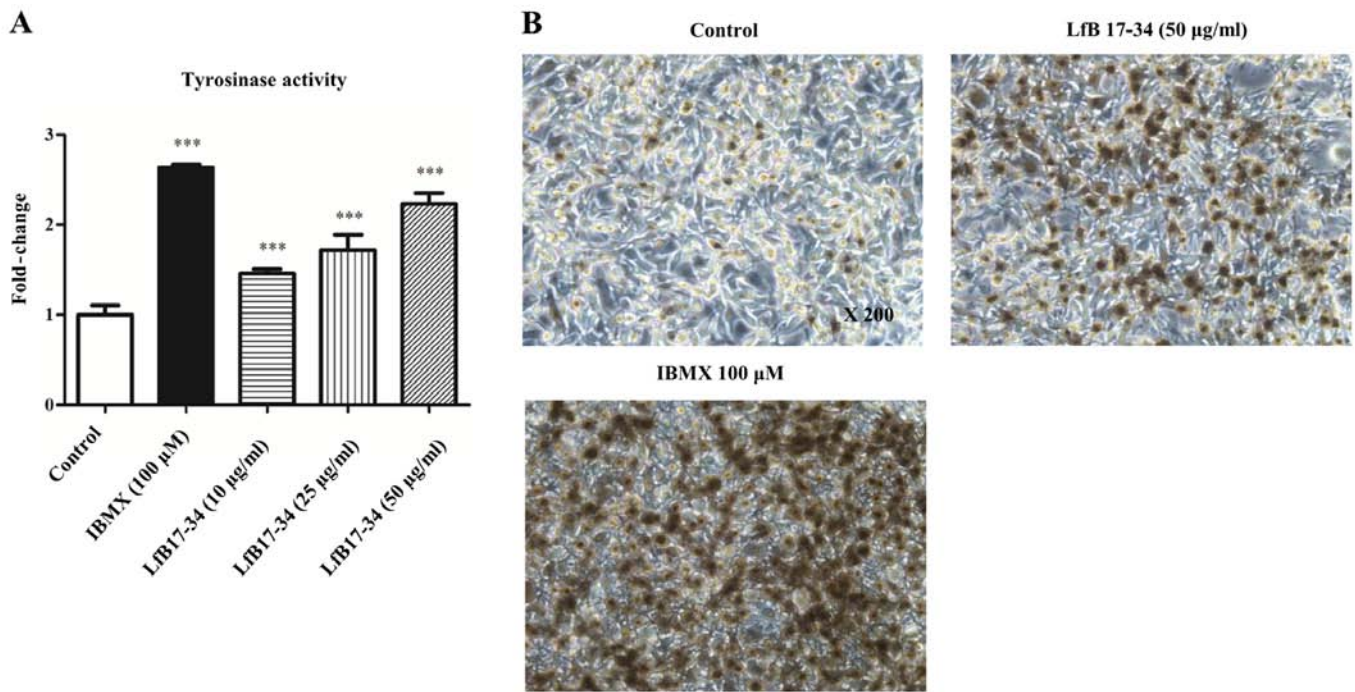 A
Tyrosinase activity
Fold-change
3
2
1
0
***
***
***
***
Control
IBMX (100 µM)
LfB17-34 (10 µg/ml)
LfB17-34 (25 µg/ml)
LfB17-34 (50 µg/ml)
B
Control
LfB 17-34 (50 µg/ml)
X 200
IBMX 100 µM